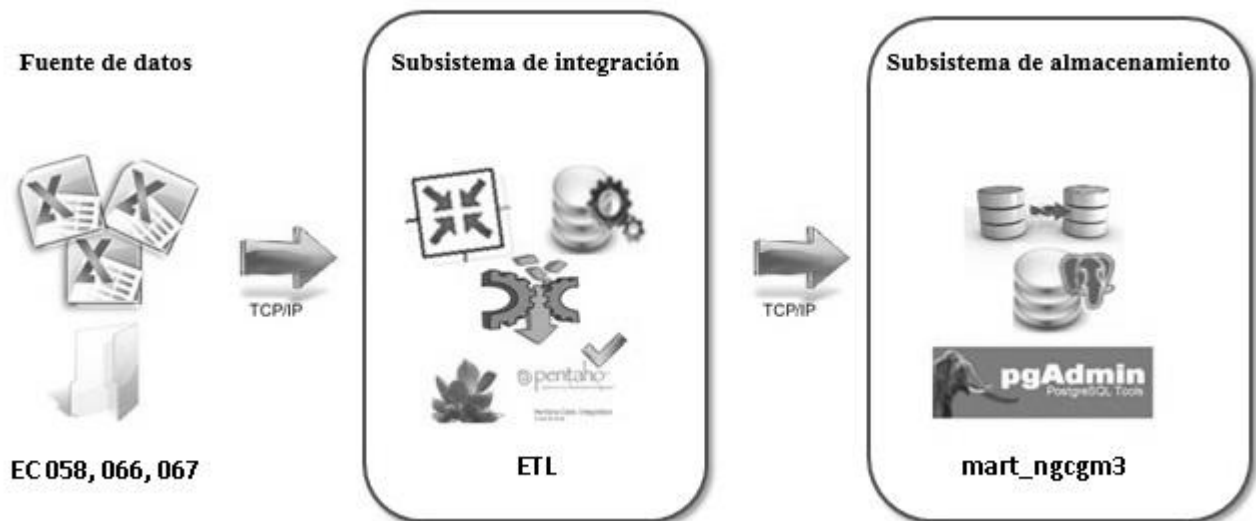 Fuente de datos
Subsistema de integración
Subsistema de almacenamiento
TCP/IP
TCP/IP
pentaho
pgAdmin
PostgreSQL Tools
EC 058, 066, 067
ETL
mart_ngcgm3